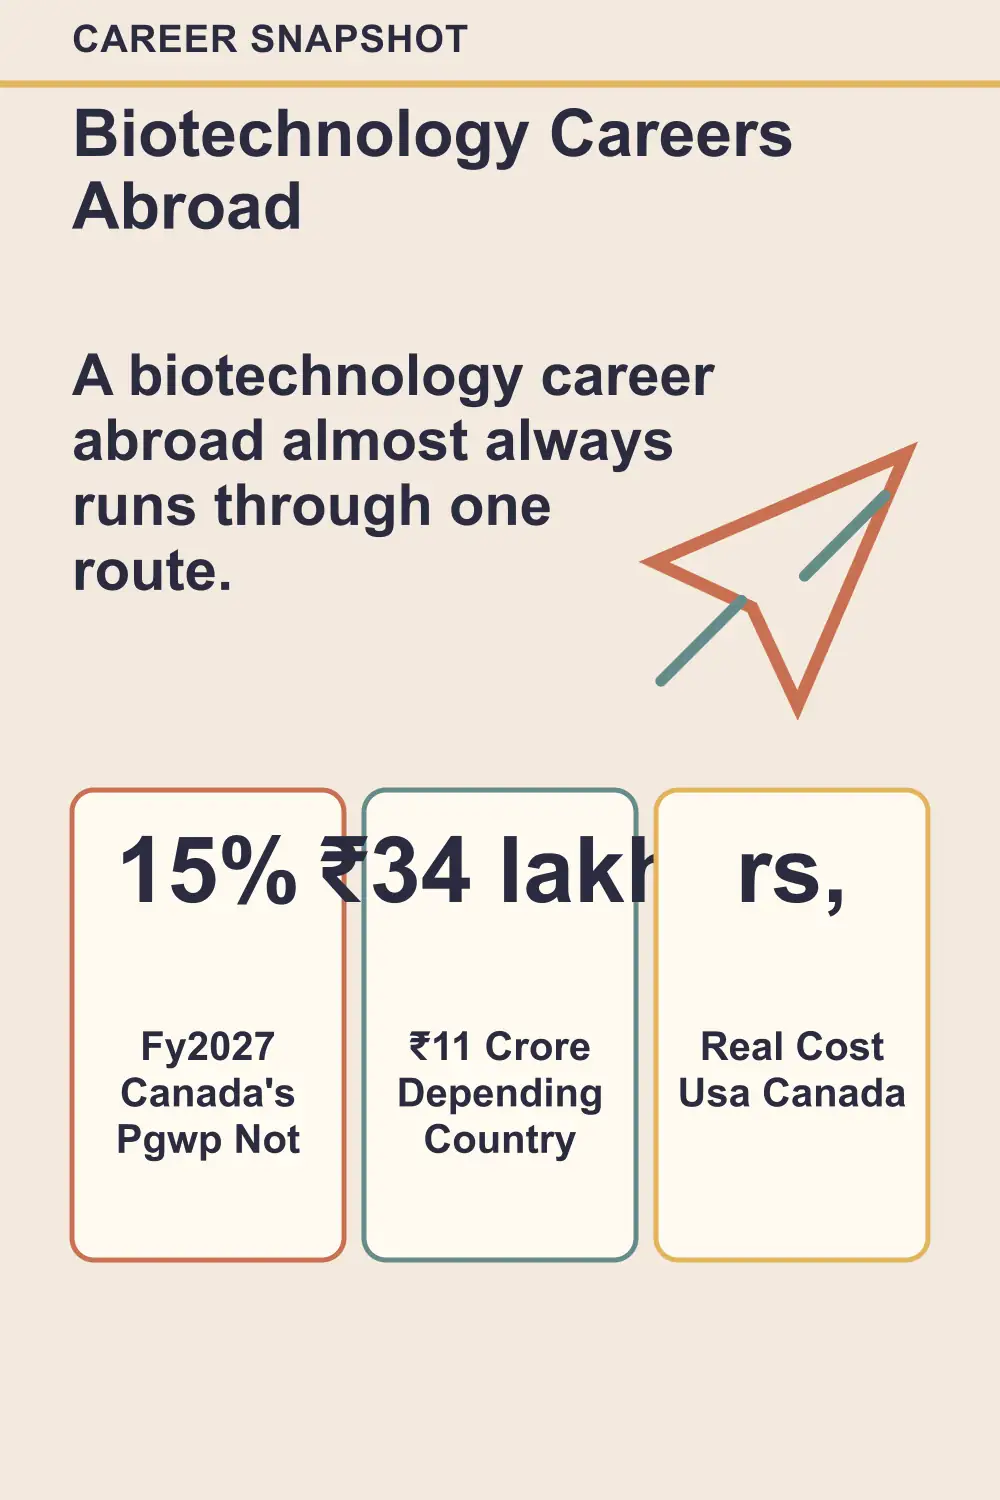 CAREER SNAPSHOT
Biotechnology Careers
Abroad
A biotechnology career
abroad almost always
runs through one
route.
15%
₹34 lakh
rs,
Fy2027
Canada's
Pgwp Not
₹11 Crore
Depending
Country
Real Cost
Usa Canada